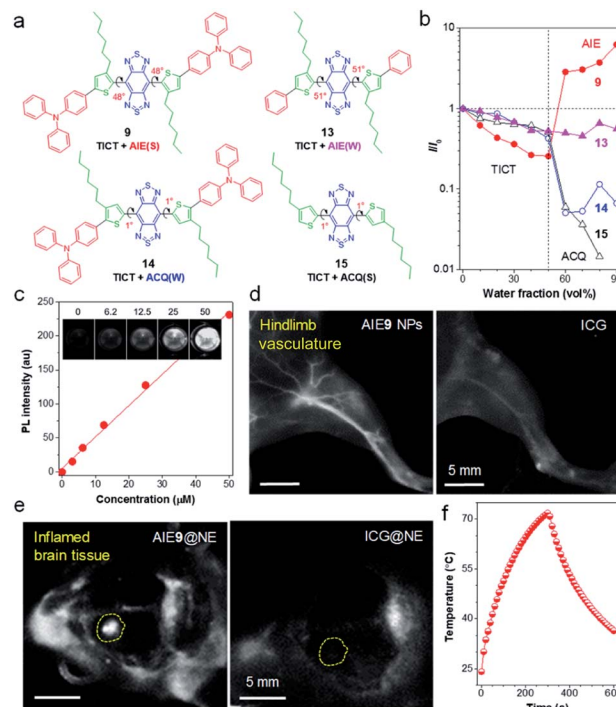 a
48°
48°
9
TICT + AIE(S)
51°
51°
13
TICT + AIE(W)
1°
1°
14
TICT + ACQ(W)
1°
1°
15
TICT + ACQ(S)
b
AIE
9
13
TICT
14
15
ACQ
I/I0
10
1
0.1
0.01
0 20 40 60 80
Water fraction (vol%)
c
0 6.2 12.5 25 50
PL intensity (au)
250
200
150
100
50
0
0 10 20 30 40 50
Concentration (μM)
d
Hindlimb
vasculature
AIE9 NPs
ICG
5 mm
e
Inflamed
brain tissue
AIE9@NE
ICG@NE
5 mm
f
Temperature (°C)
70
55
40
25
0 200 400